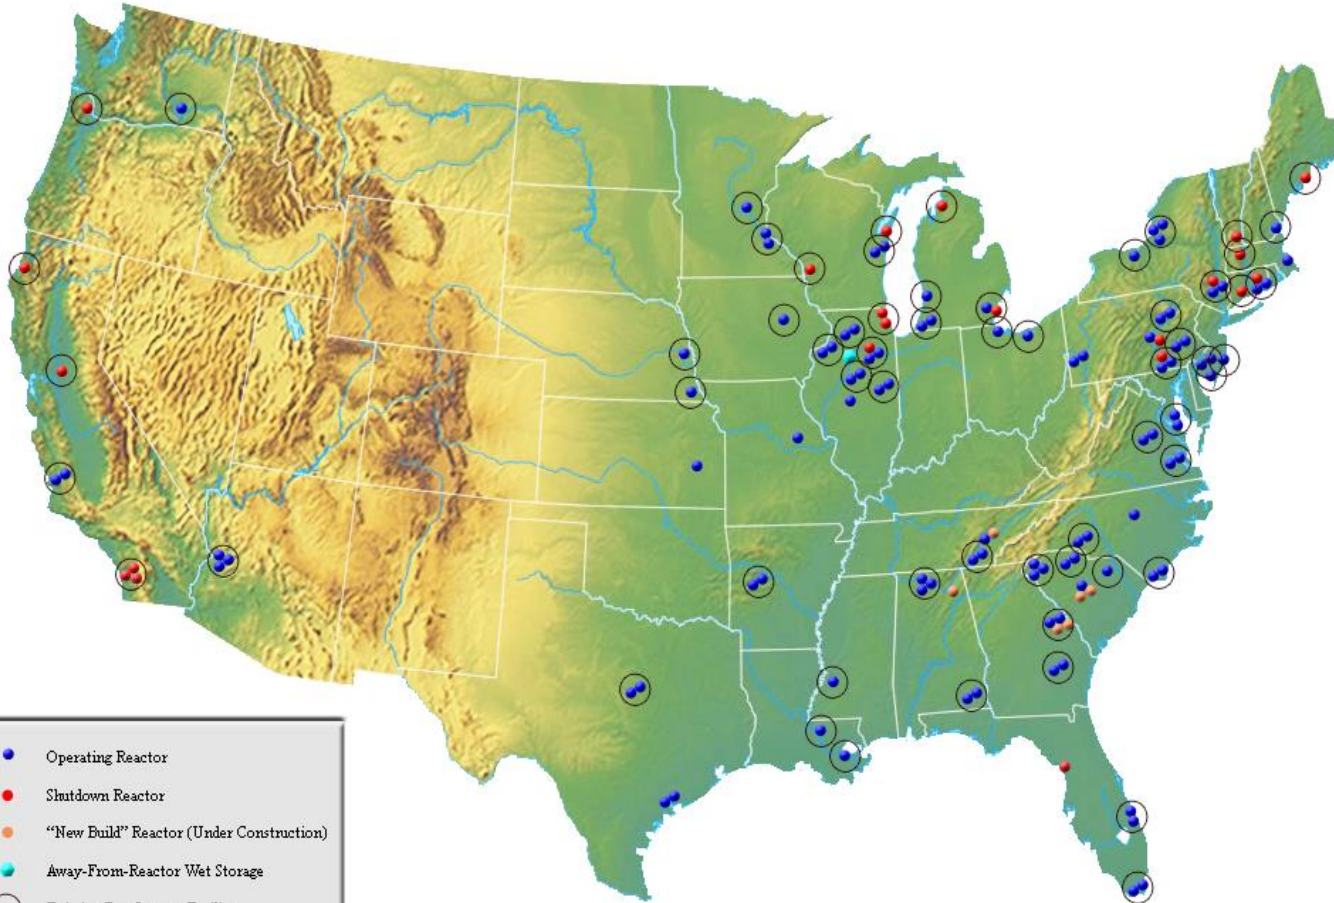 Operating Reactor
Shutdown Reactor
“New Build” Reactor (Under Construction)
Away-From-Reactor Wet Storage